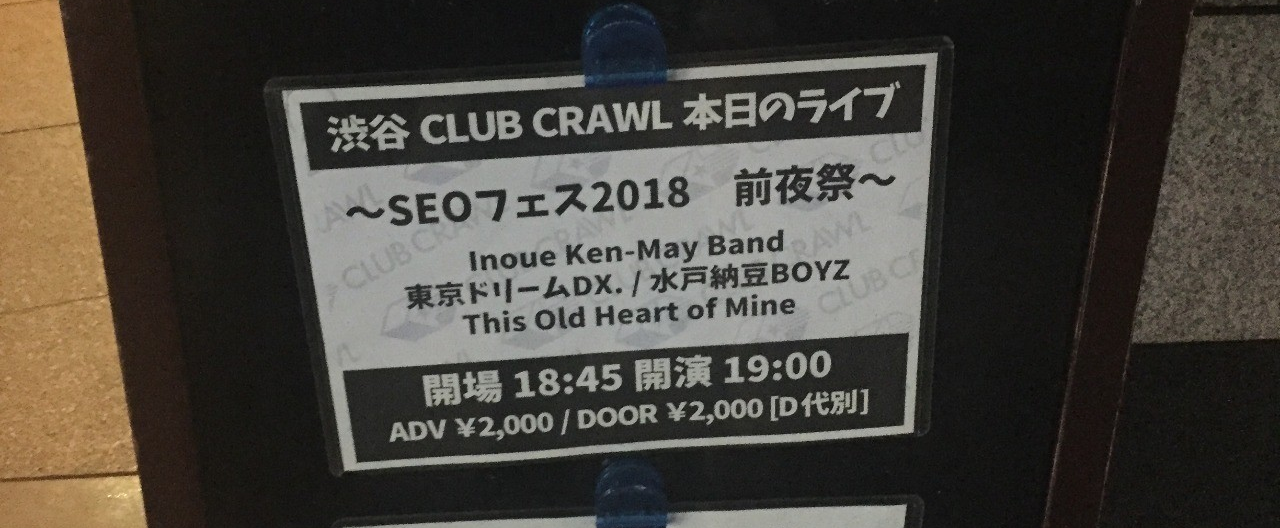 渋谷 CLUB CRAWL 本日のライブ
～SEOフェス2018　前夜祭～
Inoue Ken-May Band
東京ドリームDX. / 水戸納豆BOYZ
This Old Heart of Mine
開場 18:45 開演 19:00
ADV ¥2,000 / DOOR ¥2,000 [D代別]